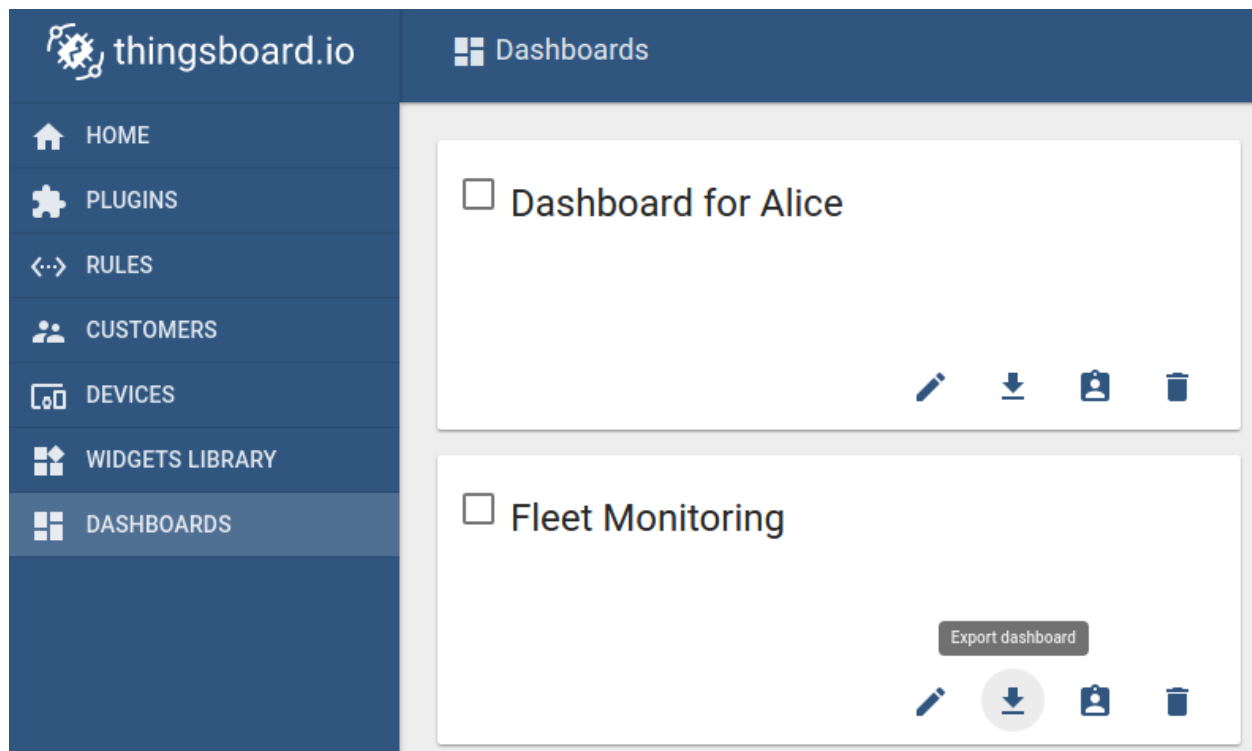 thingsboard.io
Dashboards
HOME
PLUGINS
RULES
CUSTOMERS
DEVICES
WIDGETS LIBRARY
DASHBOARDS
Dashboard for Alice
Fleet Monitoring
Export dashboard